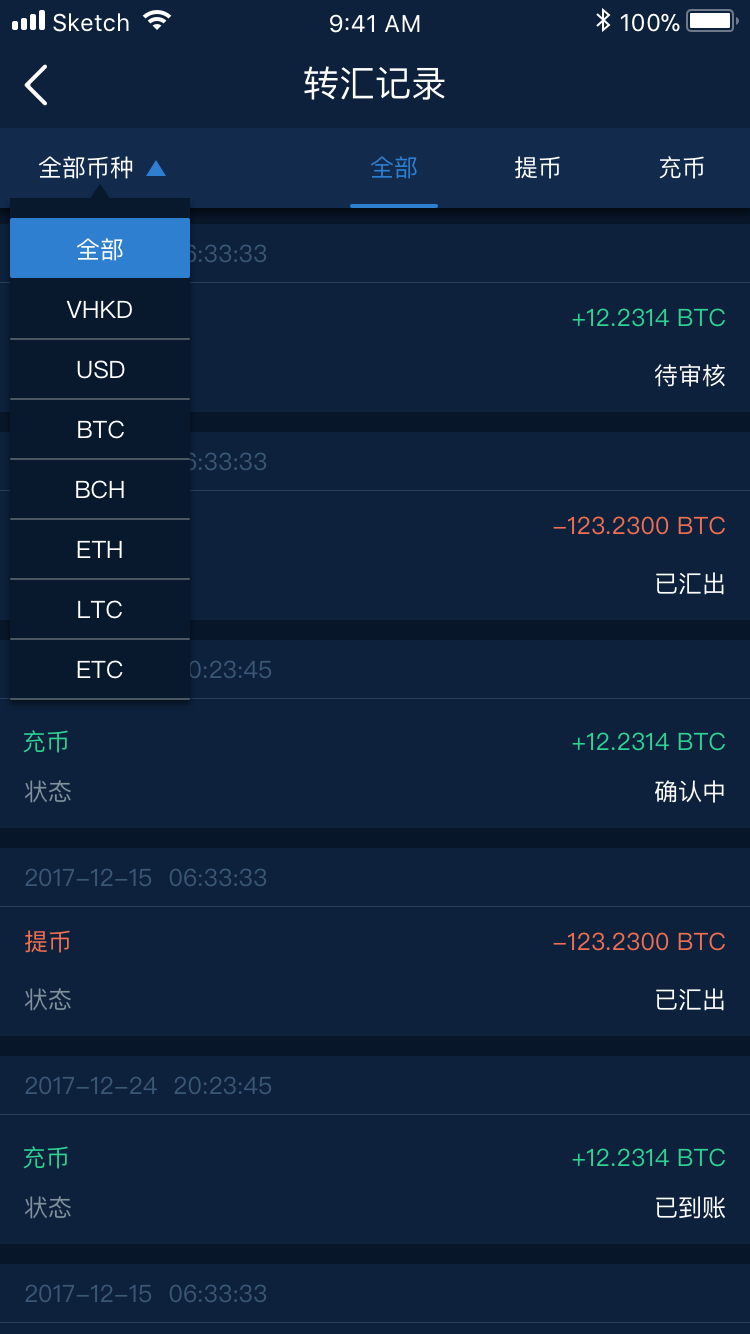 Sketch 9:41 AM 100%
转汇记录
全部币种 全部 提币 充币
全部
:33:33
VHKD
+12.2314 BTC
USD
待审核
BTC
:33:33
BCH
–123.2300 BTC
ETH
已汇出
LTC
ETC
0:23:45
充币 +12.2314 BTC
状态 确认中
2017–12–15 06:33:33
提币 –123.2300 BTC
状态 已汇出
2017–12–24 20:23:45
充币 +12.2314 BTC
状态 已到账
2017–12–15 06:33:33